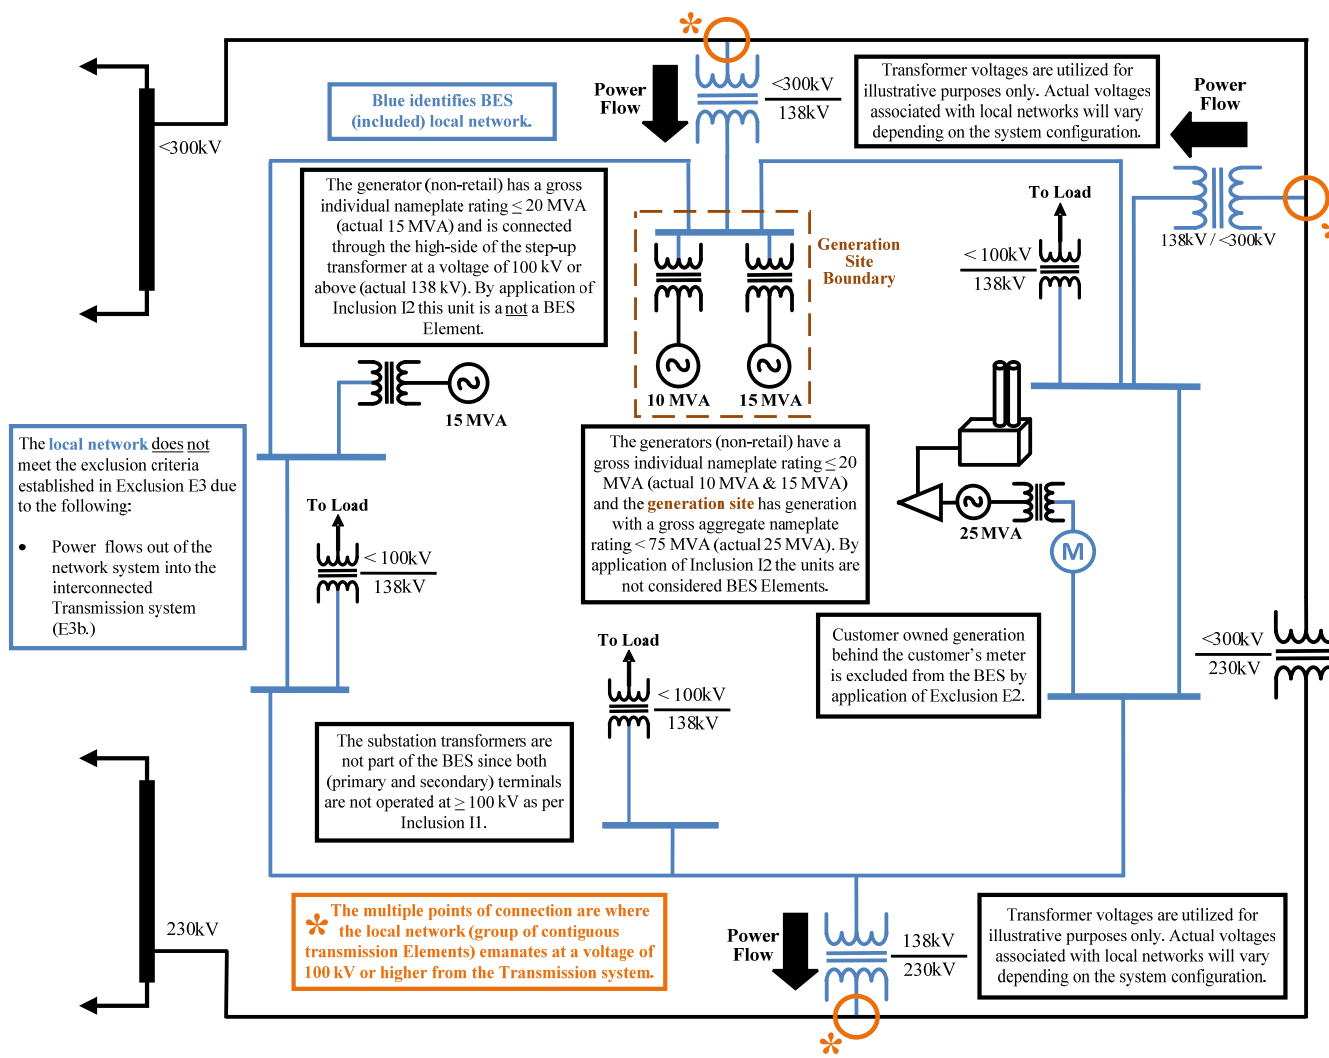 *
Power
Flow
<300kV
138kV
Transformer voltages are utilized for
illustrative purposes only. Actual voltages
associated with local networks will vary
depending on the system configuration.
Power
Flow
Blue identifies BES
(included) local network.
<300kV
The generator (non-retail) has a gross
individual nameplate rating ≤ 20 MVA
(actual 15 MVA) and is connected
through the high-side of the step-up
transformer at a voltage of 100 kV or
above (actual 138 kV). By application of
Inclusion I2 this unit is a not a BES
Element.
To Load
138kV / <300kV
*
Generation
Site
Boundary
< 100kV
138kV
10 MVA
15 MVA
15 MVA
The local network does not
meet the exclusion criteria
established in Exclusion E3 due
to the following:
• Power flows out of the
network system into the
interconnected
Transmission system
(E3b.)
The generators (non-retail) have a
gross individual nameplate rating ≤ 20
MVA (actual 10 MVA & 15 MVA)
and the generation site has generation
with a gross aggregate nameplate
rating < 75 MVA (actual 25 MVA). By
application of Inclusion I2 the units are
not considered BES Elements.
25 MVA
M
To Load
< 100kV
138kV
To Load
< 100kV
138kV
Customer owned generation
behind the customer's meter
is excluded from the BES by
application of Exclusion E2.
<300kV
230kV
The substation transformers are
not part of the BES since both
(primary and secondary) terminals
are not operated at ≥ 100 kV as per
Inclusion I1.
230kV
* The multiple points of connection are where
the local network (group of contiguous
transmission Elements) emanates at a voltage of
100 kV or higher from the Transmission system.
Power
Flow
138kV
230kV
Transformer voltages are utilized for
illustrative purposes only. Actual voltages
associated with local networks will vary
depending on the system configuration.
*